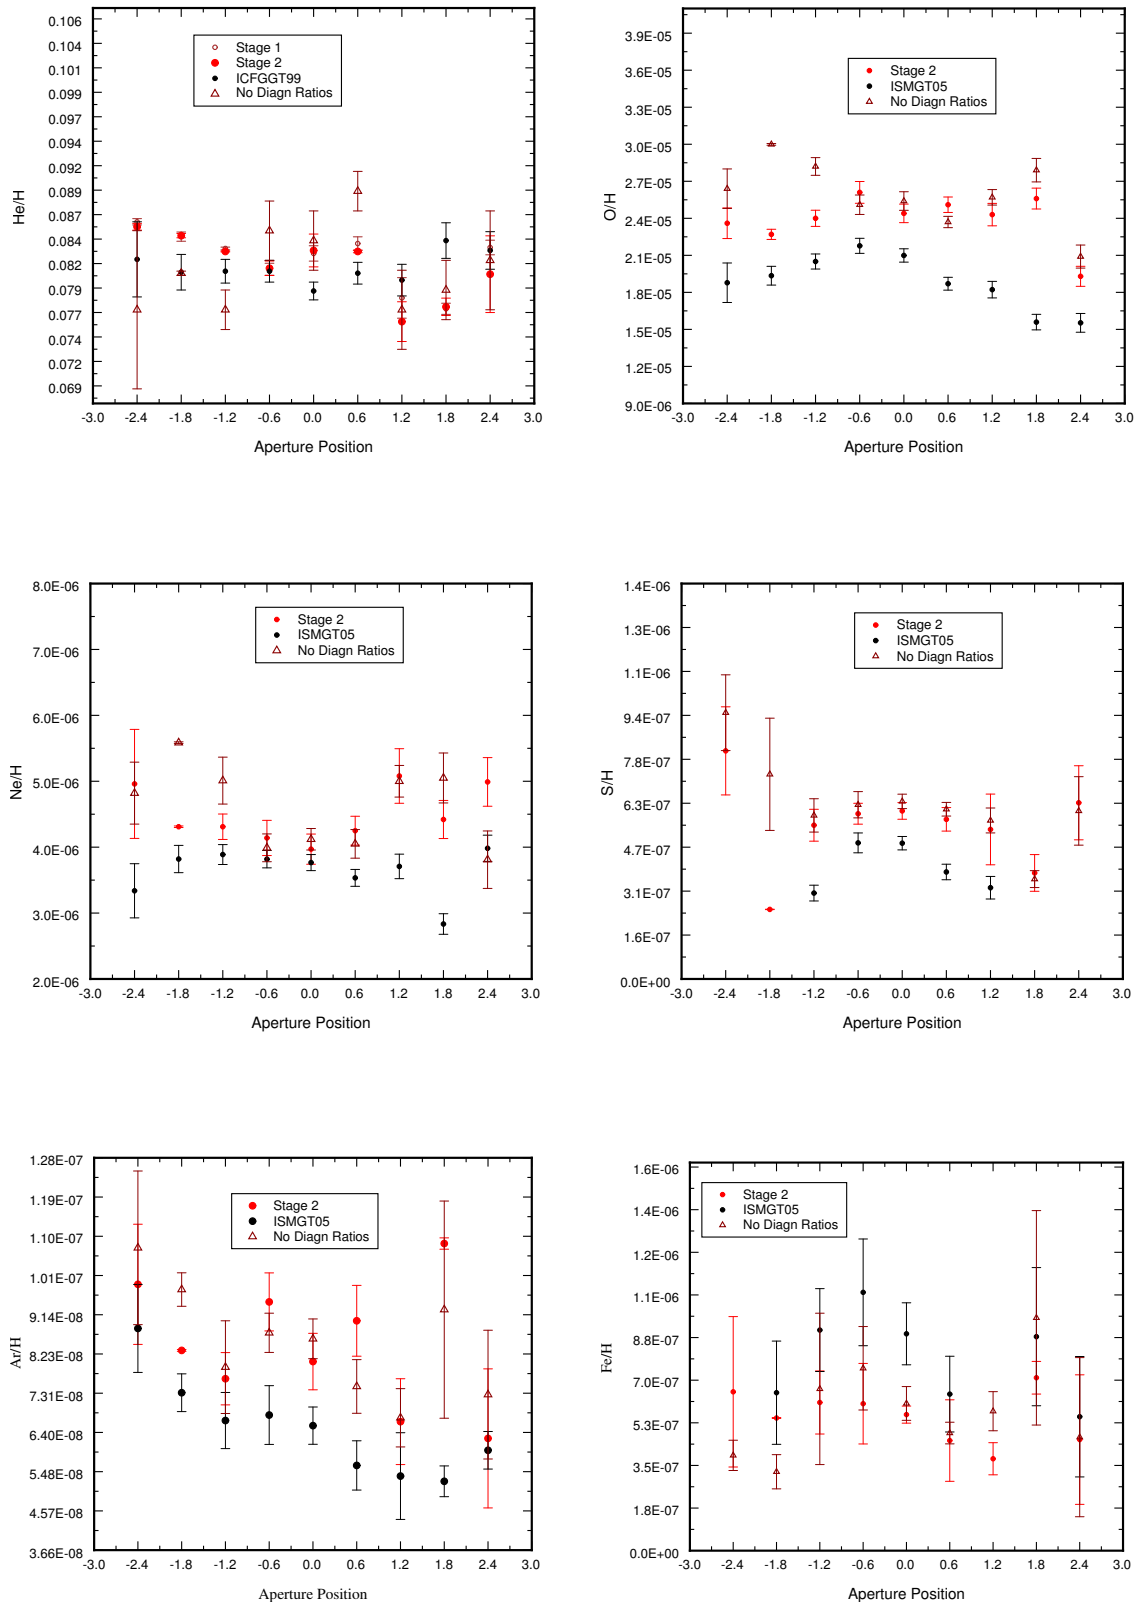 0.106
0.104
0.101
0.099
0.097
0.094
0.092
0.089
0.087
0.084
0.082
0.079
0.077
0.074
0.072
0.069
He/H
Stage 1
Stage 2
ICFGGT99
No Diagn Ratios
-3.0 -2.4 -1.8 -1.2 -0.6 0.0 0.6 1.2 1.8 2.4 3.0
Aperture Position
3.9E-05
3.6E-05
3.3E-05
3.0E-05
2.7E-05
2.4E-05
2.1E-05
1.8E-05
1.5E-05
1.2E-05
9.0E-06
O/H
Stage 2
ISMGT05
No Diagn Ratios
-3.0 -2.4 -1.8 -1.2 -0.6 0.0 0.6 1.2 1.8 2.4 3.0
Aperture Position
8.0E-06
7.0E-06
6.0E-06
5.0E-06
4.0E-06
3.0E-06
2.0E-06
Ne/H
Stage 2
ISMGT05
No Diagn Ratios
-3.0 -2.4 -1.8 -1.2 -0.6 0.0 0.6 1.2 1.8 2.4 3.0
Aperture Position
1.4E-06
1.3E-06
1.1E-06
9.4E-07
7.8E-07
6.3E-07
4.7E-07
3.1E-07
1.6E-07
0.0E+00
S/H
Stage 2
ISMGT05
No Diagn Ratios
-3.0 -2.4 -1.8 -1.2 -0.6 0.0 0.6 1.2 1.8 2.4 3.0
Aperture Position
1.28E-07
1.19E-07
1.10E-07
1.01E-07
9.14E-08
8.23E-08
7.31E-08
6.40E-08
5.48E-08
4.57E-08
3.66E-08
Ar/H
Stage 2
ISMGT05
No Diagn Ratios
-3.0 -2.4 -1.8 -1.2 -0.6 0.0 0.6 1.2 1.8 2.4 3.0
Aperture Position
1.6E-06
1.4E-06
1.2E-06
1.1E-06
8.8E-07
7.0E-07
5.3E-07
3.5E-07
1.8E-07
0.0E+00
Fe/H
Stage 2
ISMGT05
No Diagn Ratios
-3.0 -2.4 -1.8 -1.2 -0.6 0.0 0.6 1.2 1.8 2.4 3.0
Aperture Position